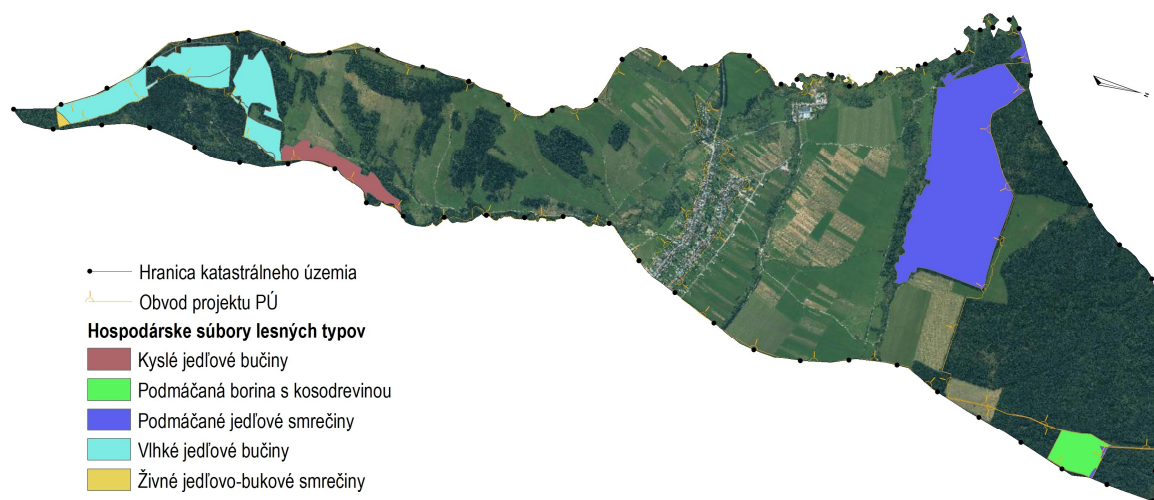 Hranica katastrálneho územia
Obvod projektu PÚ
Hospodárske súbory lesných typov
Kyslé jedľové bučiny
Podmáčaná borina s kosodrevinou
Podmáčané jedľové smrečiny
Vlhké jedľové bučiny
Živné jedľovo-bukové smrečiny